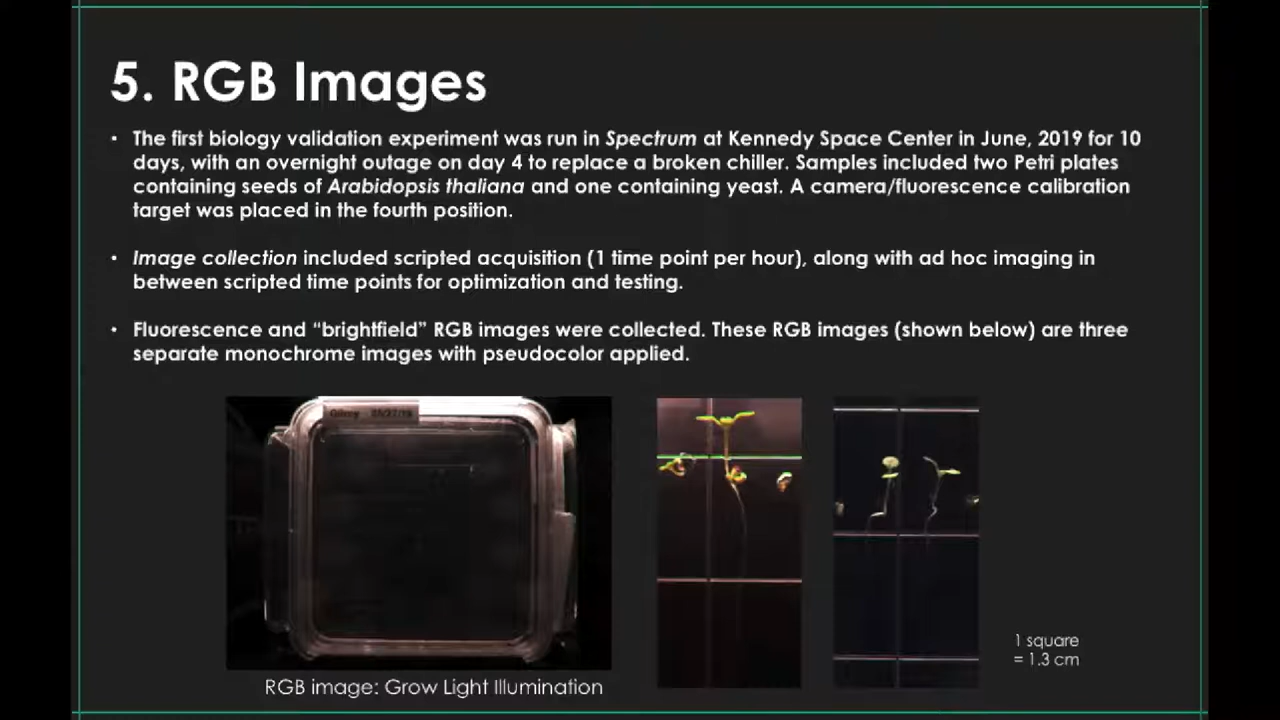 5. RGB Images
• The first biology validation experiment was run in Spectrum at Kennedy Space Center in June, 2019 for 10
days, with an overnight outage on day 4 to replace a broken chiller. Samples included two Petri plates
containing seeds of Arabidopsis thaliana and one containing yeast. A camera/fluorescence calibration
target was placed in the fourth position.
• Image collection included scripted acquisition (1 time point per hour), along with ad hoc imaging in
between scripted time points for optimization and testing.
• Fluorescence and “brightfield” RGB images were collected. These RGB images (shown below) are three
separate monochrome images with pseudocolor applied.
1 square
= 1.3 cm
RGB image: Grow Light Illumination